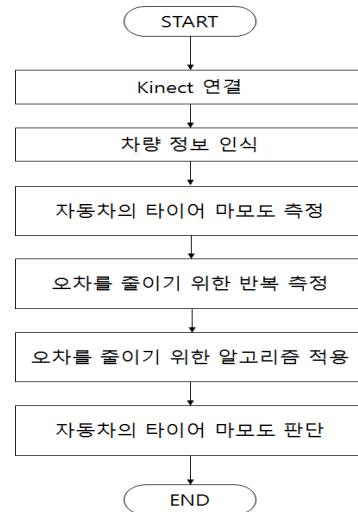 START
Kinect 연결
차량 정보 인식
자동차의 타이어 마모도 측정
오차를 줄이기 위한 반복 측정
오차를 줄이기 위한 알고리즘 적용
자동차의 타이어 마모도 판단
END